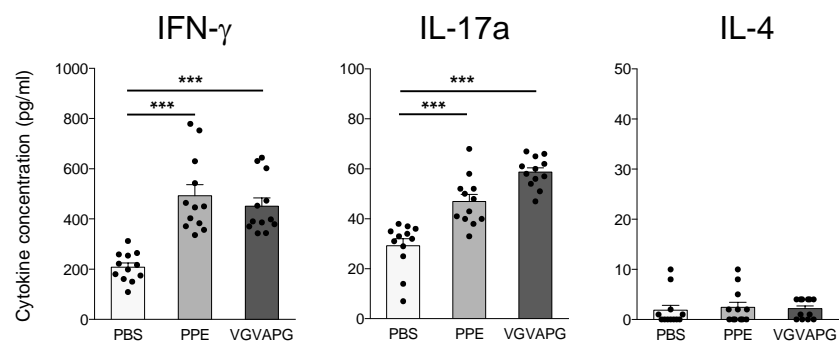 IFN-γ
IL-17a
IL-4
Cytokine concentration (pg/ml)
1000
800
600
400
200
0
***
***
PBS
PPE
VGVAPG
100
80
60
40
20
0
***
***
PBS
PPE
VGVAPG
50
40
30
20
10
0
PBS
PPE
VGVAPG